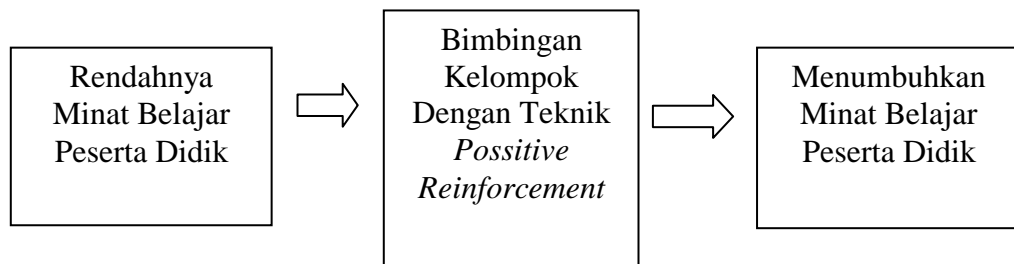 Rendahnya
Minat Belajar
Peserta Didik
Bimbingan
Kelompok
Dengan Teknik
Possitive
Reinforcement
Menumbuhkan
Minat Belajar
Peserta Didik